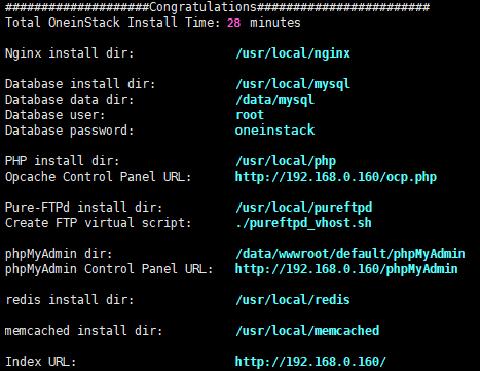 ####################Congratulations########################
Total OneinStack Install Time: 28 minutes
Nginx install dir: /usr/local/nginx
Database install dir: /usr/local/mysql
Database data dir: /data/mysql
Database user: root
Database password: oneinstack
PHP install dir: /usr/local/php
Opcache Control Panel URL: http://192.168.0.160/ocp.php
Pure-FTPd install dir: /usr/local/pureftpd
Create FTP virtual script: ./pureftpd_vhost.sh
phpMyAdmin dir: /data/wwwroot/default/phpMyAdmin
phpMyAdmin Control Panel URL: http://192.168.0.160/phpMyAdmin
redis install dir: /usr/local/redis
memcached install dir: /usr/local/memcached
Index URL: http://192.168.0.160/